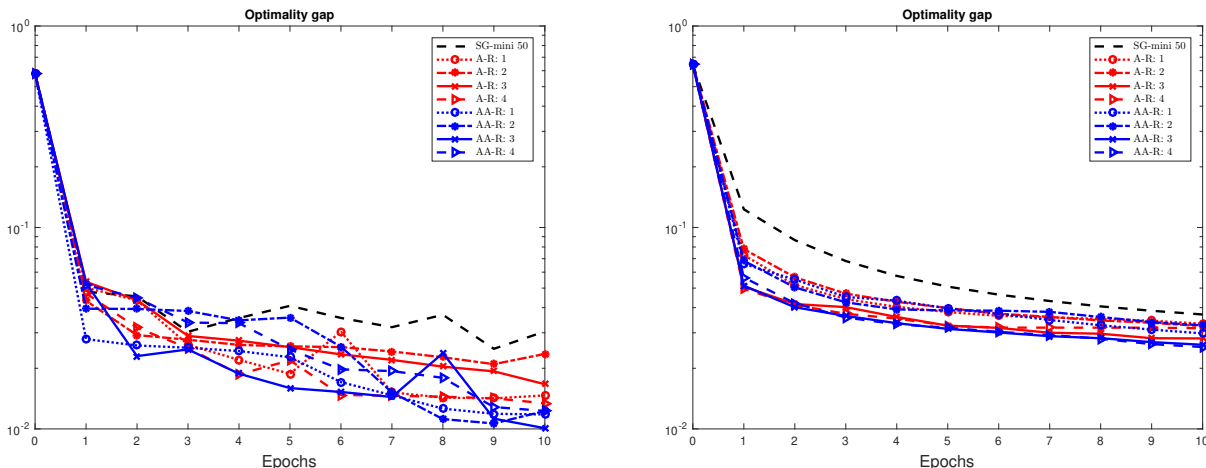 Optimality gap
10^0
10^-1
10^-2
SG-mini 50
A-R: 1
A-R: 2
A-R: 3
A-R: 4
AA-R: 1
AA-R: 2
AA-R: 3
AA-R: 4
0 1 2 3 4 5 6 7 8 9 10
Epochs
Optimality gap
10^0
10^-1
10^-2
SG-mini 50
A-R: 1
A-R: 2
A-R: 3
A-R: 4
AA-R: 1
AA-R: 2
AA-R: 3
AA-R: 4
0 1 2 3 4 5 6 7 8 9 10
Epochs